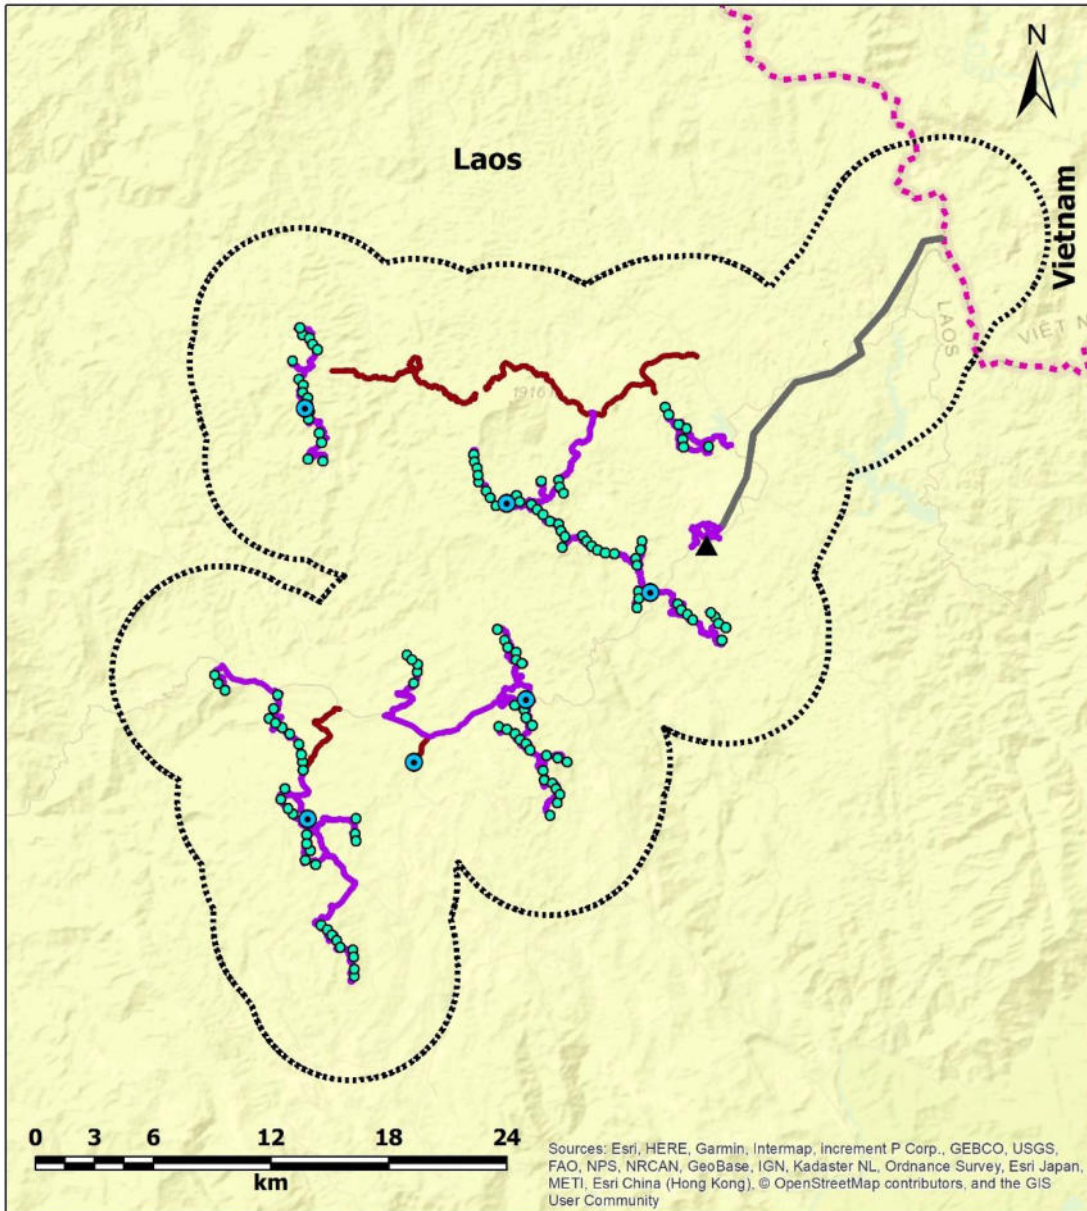 N
Laos
Vietnam
LAOS
VIET N
1916
0 3 6 12 18 24
km
Sources: Esri, HERE, Garmin, Intermap, increment P Corp., GEBCO, USGS,
FAO, NPS, NRCAN, GeoBase, IGN, Kadaster NL, Ordnance Survey, Esri Japan,
METI, Esri China (Hong Kong), © OpenStreetMap contributors, and the GIS
User Community